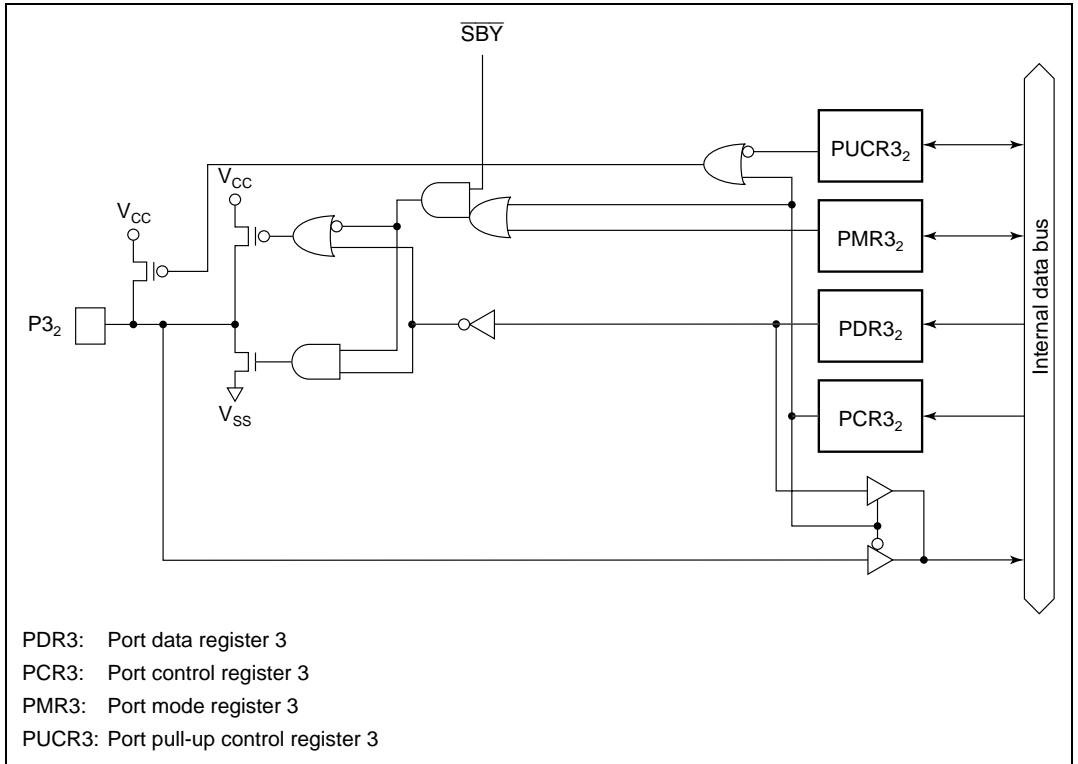 SBY
PUCR3₂
V_CC
V_CC
PMR3₂
P3₂
PDR3₂
V_SS
PCR3₂
Internal data bus
PDR3: Port data register 3
PCR3: Port control register 3
PMR3: Port mode register 3
PUCR3: Port pull-up control register 3